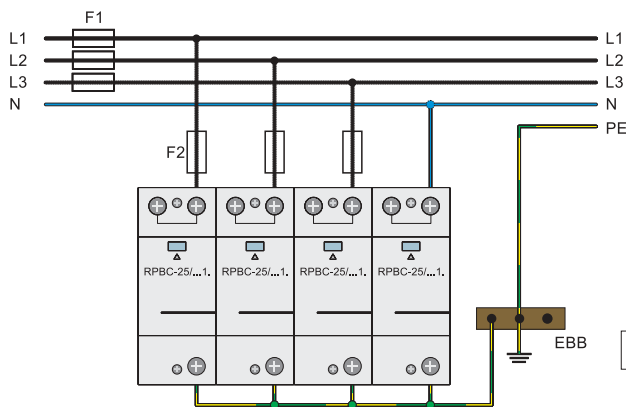 F1
L1 L1
L2 L2
L3 L3
N N
PE
F2
RPBC-25/...1. RPBC-25/...1. RPBC-25/...1. RPBC-25/...1.
EBB